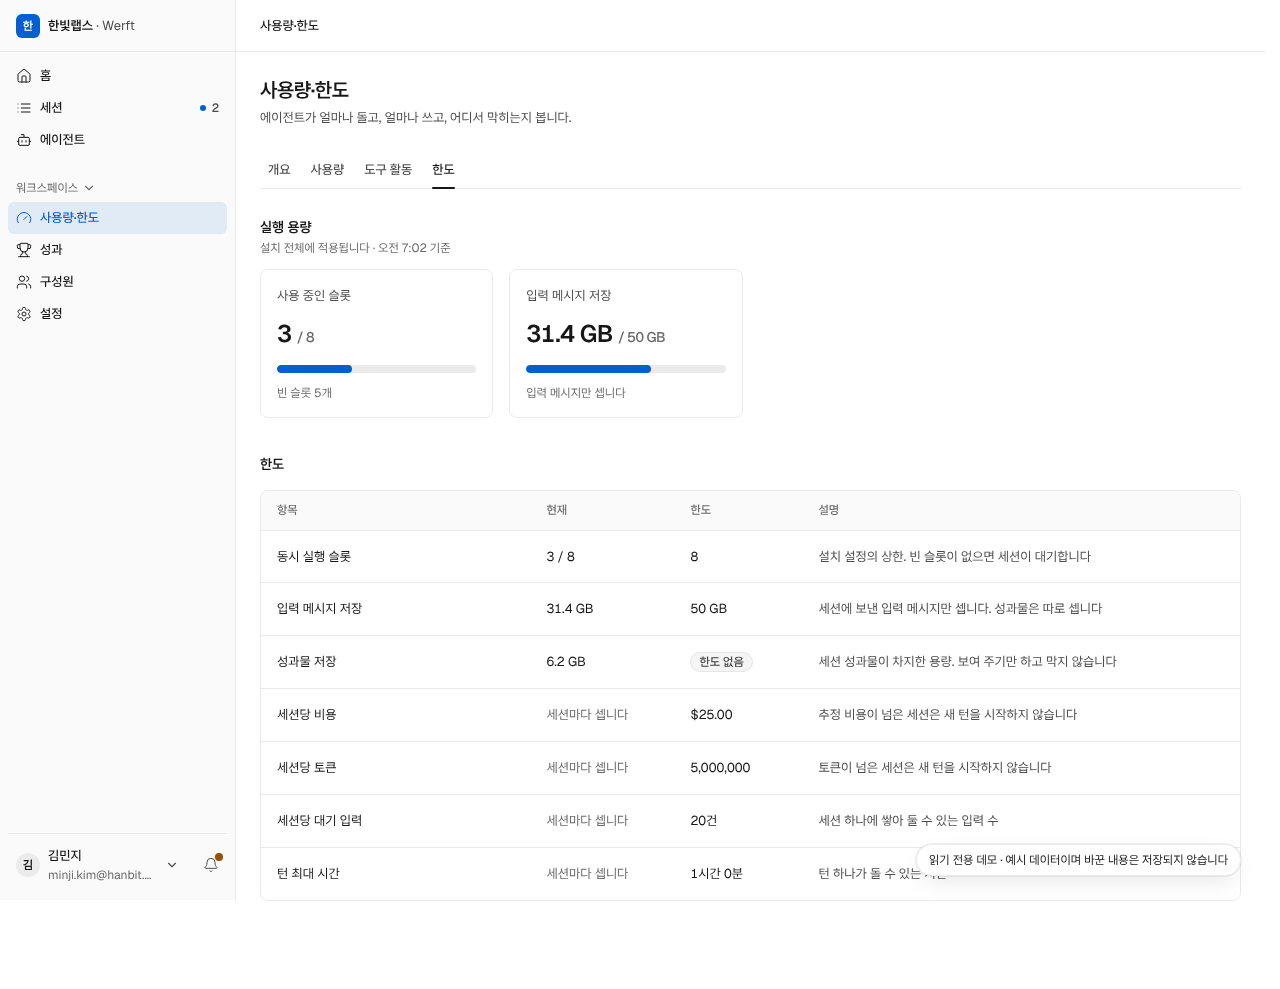 한 한빛랩스 · Werft
홈
세션 2
에이전트
워크스페이스
사용량·한도
성과
구성원
설정
김 김민지
minji.kim@hanbit....
사용량·한도
사용량·한도
에이전트가 얼마나 돌고, 얼마나 쓰고, 어디서 막히는지 봅니다.
개요 사용량 도구 활동 한도
실행 용량
설치 전체에 적용됩니다 · 오전 7:02 기준
사용 중인 슬롯
3 / 8
빈 슬롯 5개
입력 메시지 저장
31.4 GB / 50 GB
입력 메시지만 셉니다
한도
항목 현재 한도 설명
동시 실행 슬롯 3 / 8 8 설치 설정의 상한. 빈 슬롯이 없으면 세션이 대기합니다
입력 메시지 저장 31.4 GB 50 GB 세션에 보낸 입력 메시지만 셉니다. 성과물은 따로 셉니다
성과물 저장 6.2 GB 한도 없음 세션 성과물이 차지한 용량. 보여 주기만 하고 막지 않습니다
세션당 비용 세션마다 셉니다 $25.00 추정 비용이 넘은 세션은 새 턴을 시작하지 않습니다
세션당 토큰 세션마다 셉니다 5,000,000 토큰이 넘은 세션은 새 턴을 시작하지 않습니다
세션당 대기 입력 세션마다 셉니다 20건 세션 하나에 쌓아 둘 수 있는 입력 수
턴 최대 시간 세션마다 셉니다 1시간 0분 턴 하나가 돌 수 있는
읽기 전용 데모 · 예시 데이터이며 바꾼 내용은 저장되지 않습니다